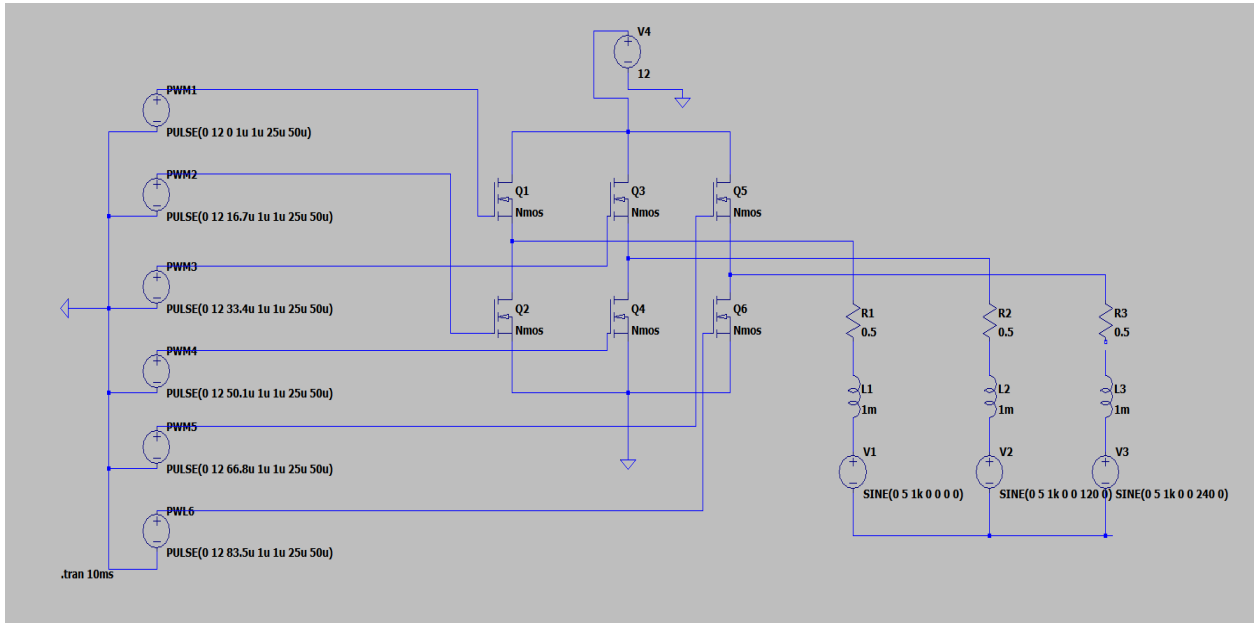 V4
12
PWM1
PULSE(0 12 0 1u 1u 25u 50u)
PWM2
PULSE(0 12 16.7u 1u 1u 25u 50u)
Q1
Nmos
Q3
Nmos
Q5
Nmos
PWM3
PULSE(0 12 33.4u 1u 1u 25u 50u)
Q2
Nmos
Q4
Nmos
Q6
Nmos
R1
0.5
R2
0.5
R3
0.5
PWM4
PULSE(0 12 50.1u 1u 1u 25u 50u)
L1
1m
L2
1m
L3
1m
PWM5
PULSE(0 12 66.8u 1u 1u 25u 50u)
V1
SINE(0 5 1k 0 0 0 0)
V2
SINE(0 5 1k 0 0 120 0)
V3
SINE(0 5 1k 0 0 240 0)
PWL6
PULSE(0 12 83.5u 1u 1u 25u 50u)
.tran 10ms